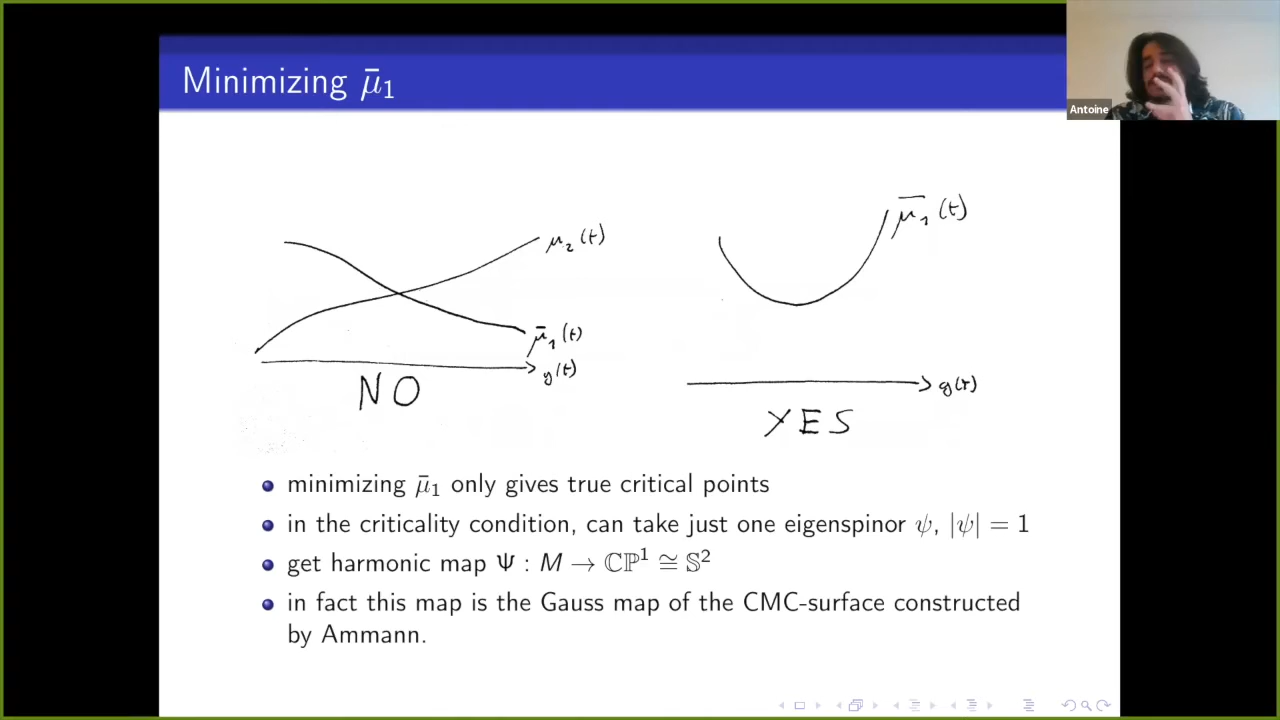 Minimizing μ̄₁
Antoine
μ₂(t)
μ̄₁(t)
g(t)
NO
μ̄₁(t)
g(t)
YES
minimizing μ̄₁ only gives true critical points
in the criticality condition, can take just one eigenspinor ψ, |ψ| = 1
get harmonic map Ψ : M → ℂℙ¹ ≅ 𝕊²
in fact this map is the Gauss map of the CMC-surface constructed
by Ammann.